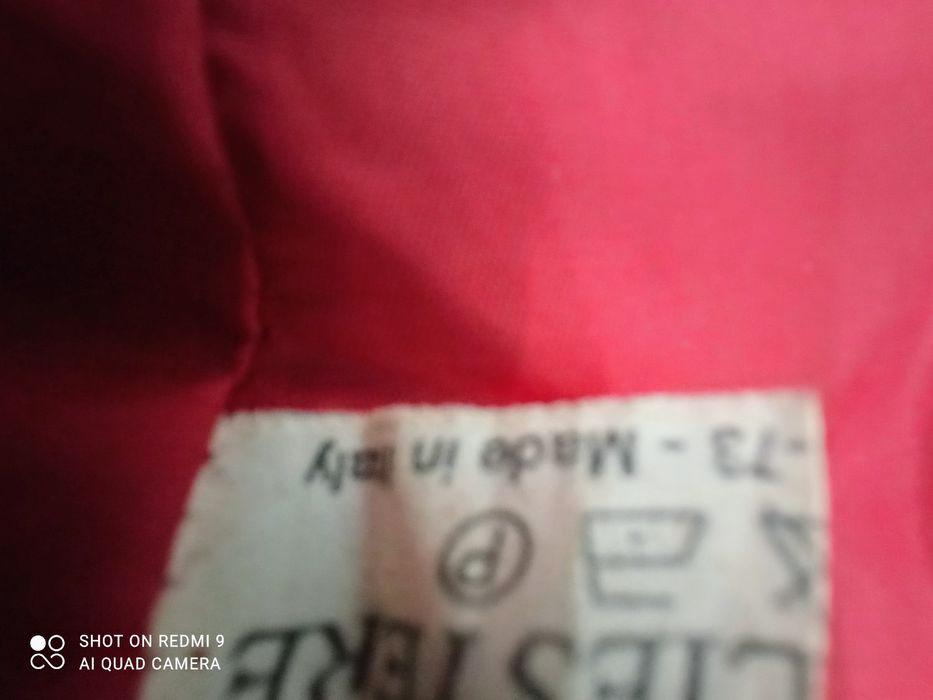 P
-73 - Made in Italy
SHOT ON REDMI 9
AI QUAD CAMERA